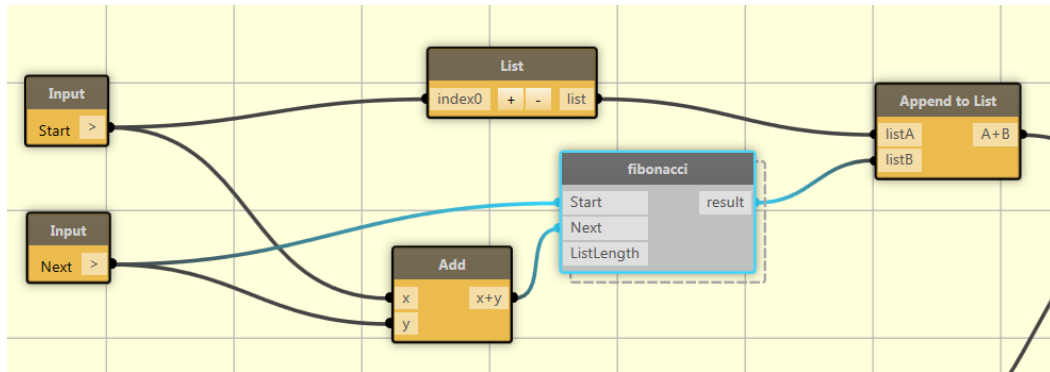 Input
Start >
Input
Next >
List
index0 + - list
Add
x x+y
y
fibonacci
Start result
Next
ListLength
Append to List
listA A+B
listB